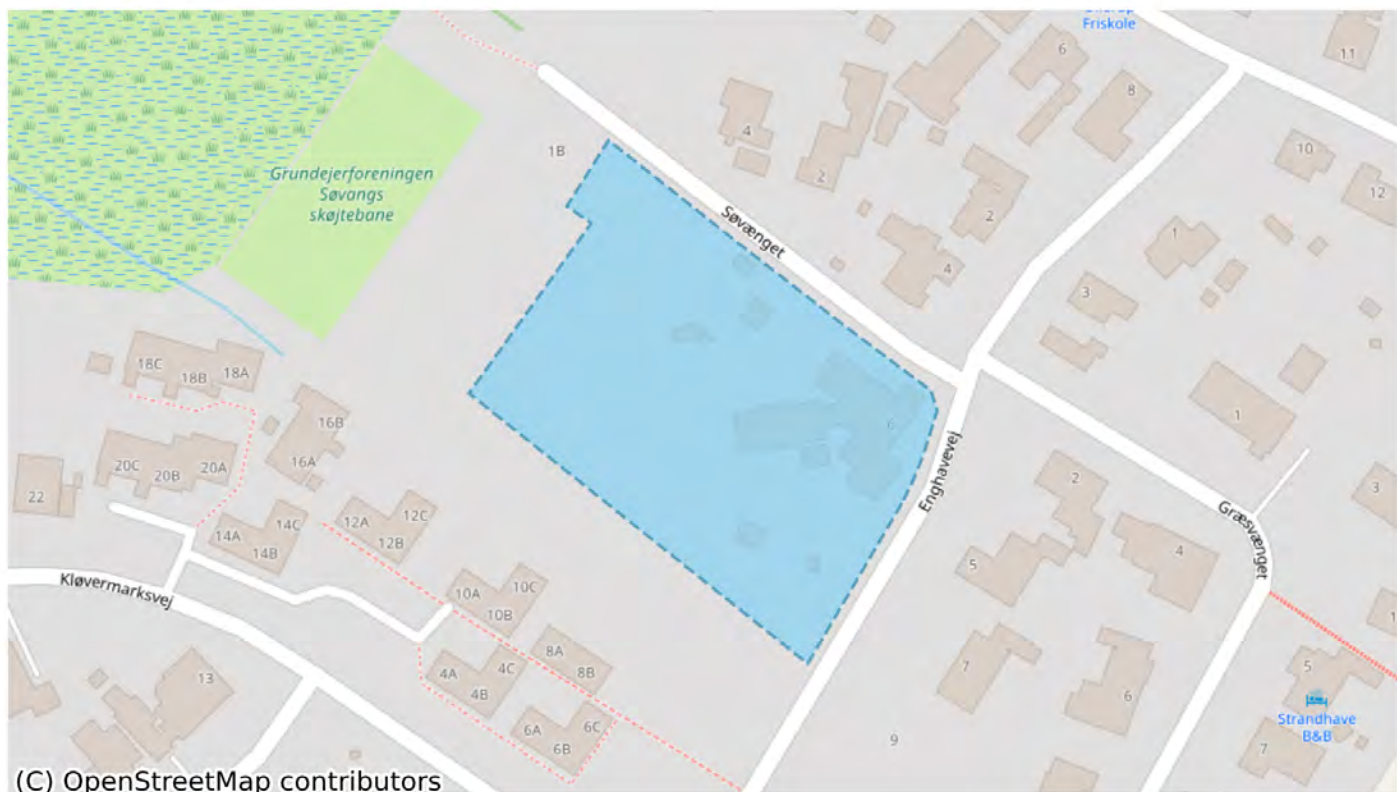 Friskole
6
11
8
4
1B
2
10
Grundejerforeningen
Søvangs
skøjtebane
12
2
Søvænget
1
4
3
18C
18B
18A
1
16B
6
20C
20B
20A
16A
22
2
3
Enghavevej
Græsvænget
12A
12C
14A
14C
12B
14B
4
5
Kløvermarksvej
10A
10C
10B
8A
8B
4A
4C
4B
13
7
6
5
6A
6C
6B
Strandhave
B&B
9
7
(C) OpenStreetMap contributors